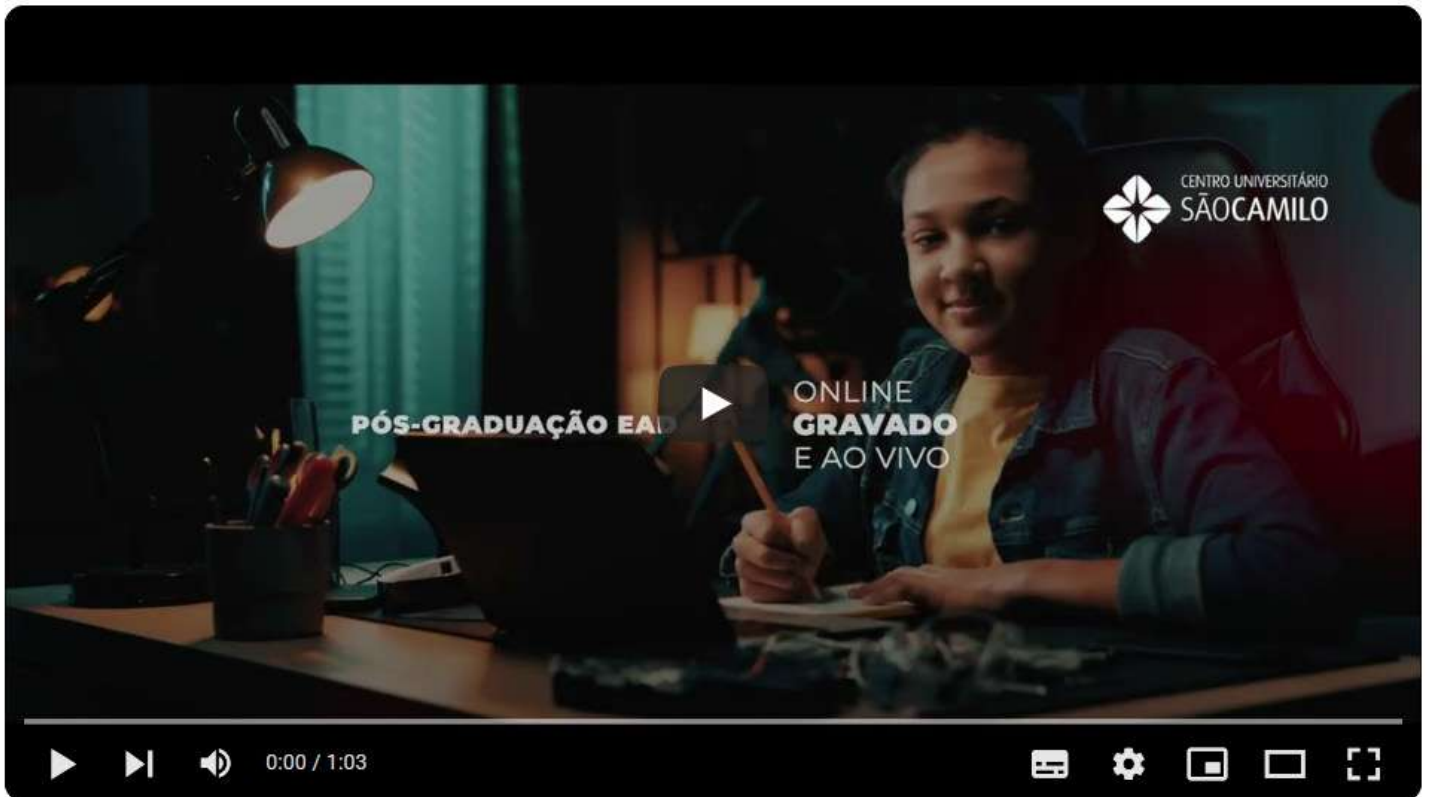 CENTRO UNIVERSITÁRIO
SÃOCAMILO
PÓS-GRADUAÇÃO EAD
ONLINE
GRAVADO
E AO VIVO
0:00 / 1:03